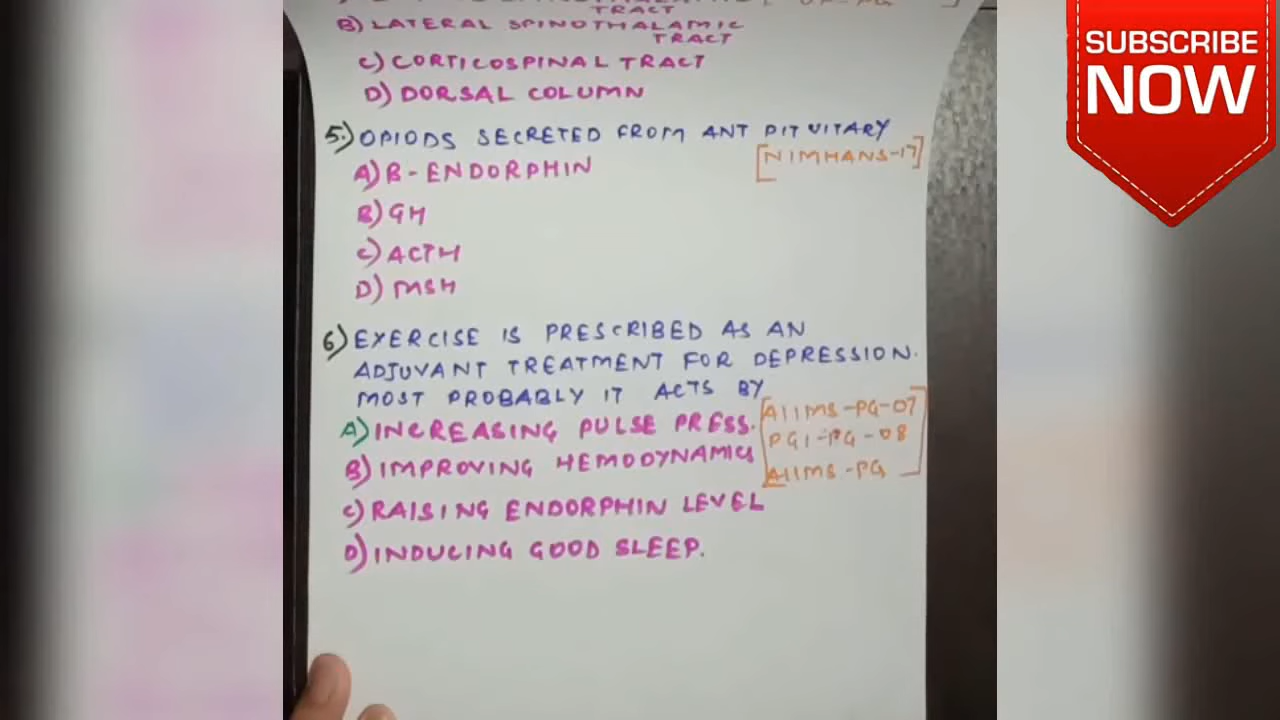 TRACT
B) LATERAL SPINOTHALAMIC
TRACT
C) CORTICOSPINAL TRACT
D) DORSAL COLUMN
5.) OPIODS SECRETED FROM ANT PITUITARY
[NIMHANS-17]
A) B-ENDORPHIN
B) GH
C) ACTH
D) MSH
6) EXERCISE IS PRESCRIBED AS AN
ADJUVANT TREATMENT FOR DEPRESSION.
MOST PROBABLY IT ACTS BY
[AIIMS-PG-07
PGI-PG-08
AIIMS-PG]
A) INCREASING PULSE PRESS.
B) IMPROVING HEMODYNAMICS
C) RAISING ENDORPHIN LEVEL
D) INDUCING GOOD SLEEP.
SUBSCRIBE
NOW